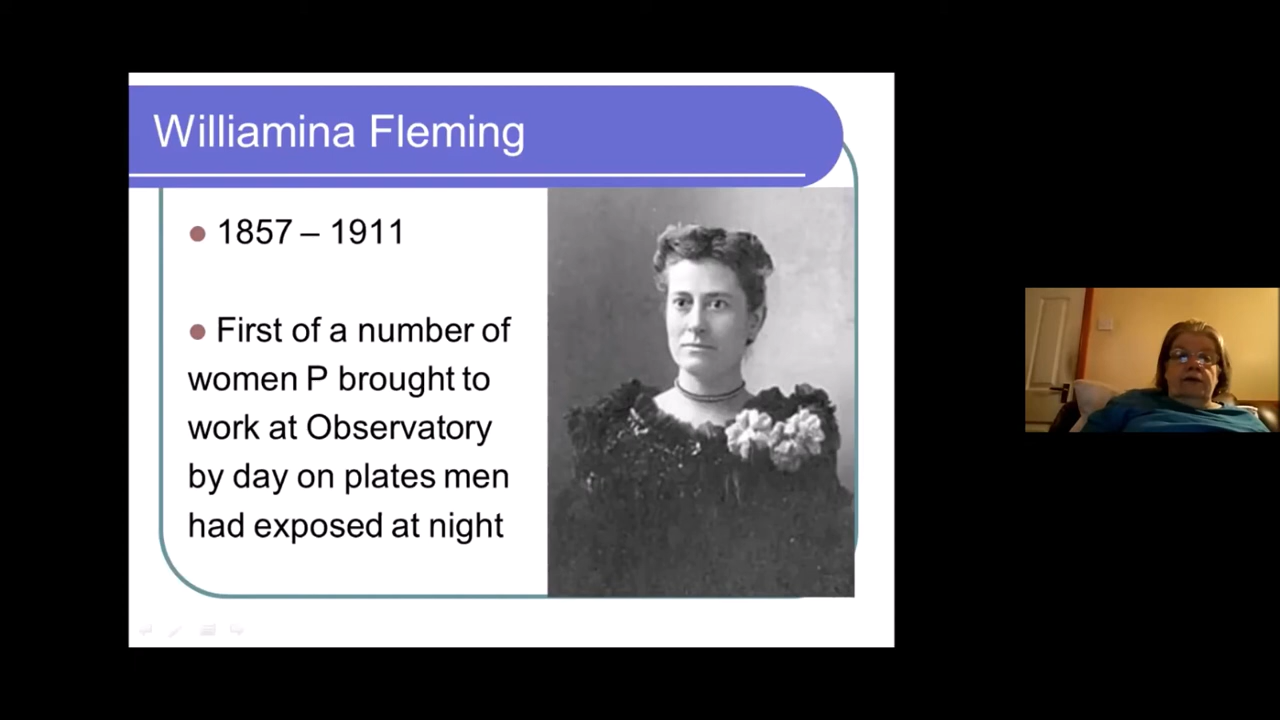 Williamina Fleming
1857 – 1911
First of a number of
women P brought to
work at Observatory
by day on plates men
had exposed at night